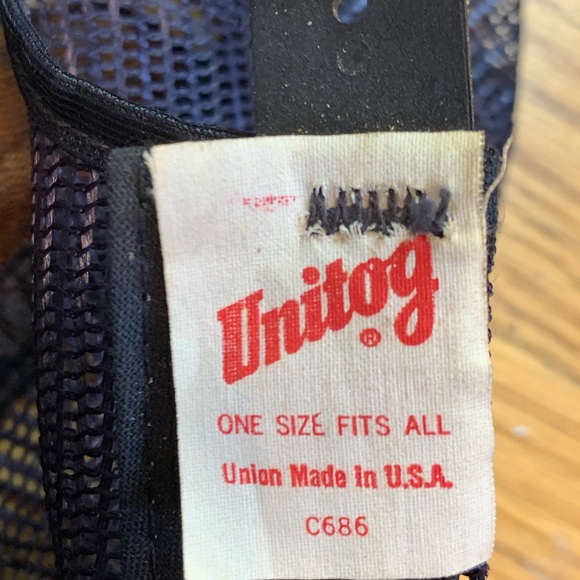 Unitog
®
ONE SIZE FITS ALL
Union Made in U.S.A.
C686